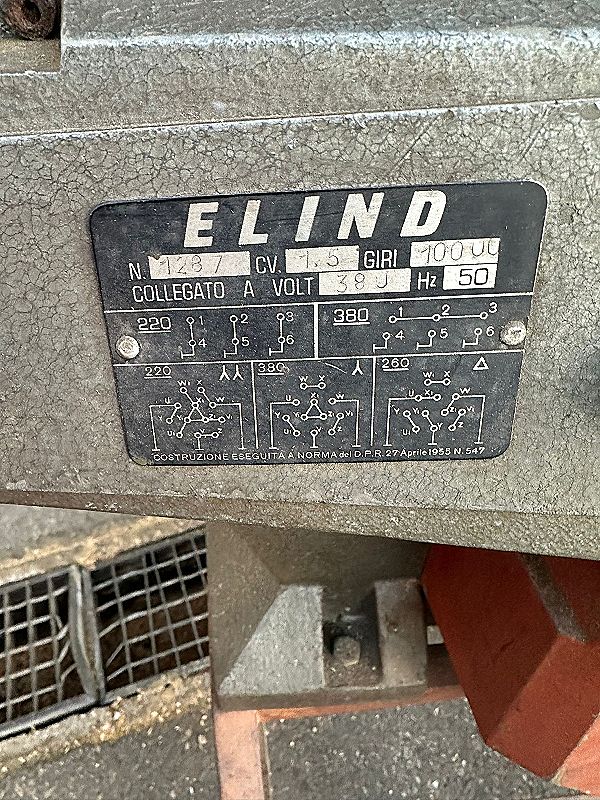 ELIND
N. 1287 CV. 1.5 GIRI 10000
COLLEGATO A VOLT 380 Hz 50
220 1 2 3 380 1 2 3
4 5 6 4 5 6
220 380 260
COSTRUZIONE ESEGUITA A NORMA del D.P.R. 27 Aprile 1955 N. 547